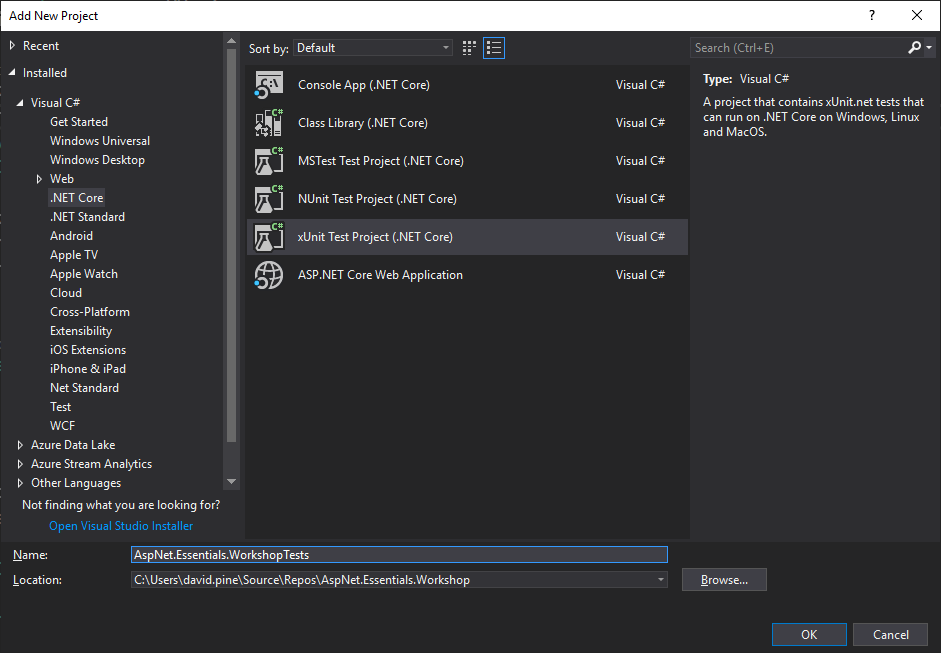 Add New Project
?
Recent
Installed
Visual C#
Get Started
Windows Universal
Windows Desktop
Web
.NET Core
.NET Standard
Android
Apple TV
Apple Watch
Cloud
Cross-Platform
Extensibility
iOS Extensions
iPhone & iPad
Net Standard
Test
WCF
Azure Data Lake
Azure Stream Analytics
Other Languages
Not finding what you are looking for?
Open Visual Studio Installer
Sort by: Default
C:\ Console App (.NET Core) Visual C#
C# Class Library (.NET Core) Visual C#
C# MSTest Test Project (.NET Core) Visual C#
C# NUnit Test Project (.NET Core) Visual C#
C# xUnit Test Project (.NET Core) Visual C#
ASP.NET Core Web Application Visual C#
Search (Ctrl+E)
Type: Visual C#
A project that contains xUnit.net tests that
can run on .NET Core on Windows, Linux
and MacOS.
Name: AspNet.Essentials.WorkshopTests
Location: C:\Users\david.pine\Source\Repos\AspNet.Essentials.Workshop
Browse...
OK Cancel